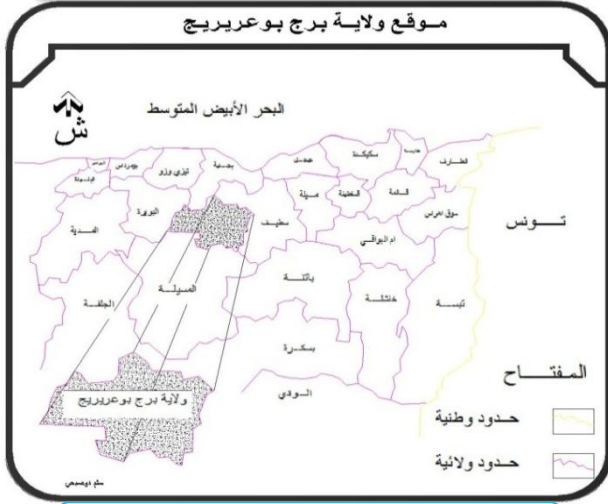 موقع ولاية برج بوعريريج
البحر الأبيض المتوسط
ش
الطارف
سكيكدة
جيجل
بجاية
تيزي وزو
بومرداس
قالمة
قسنطينة
ميلة
سطيف
البويرة
المدية
سوق اهراس
ام البواقي
تونس
باتنة
المسيلة
الجلفة
خنشلة
تبسة
بسكرة
الوادي
ولاية برج بوعريريج
المفتاح
حدود وطنية
حدود ولائية